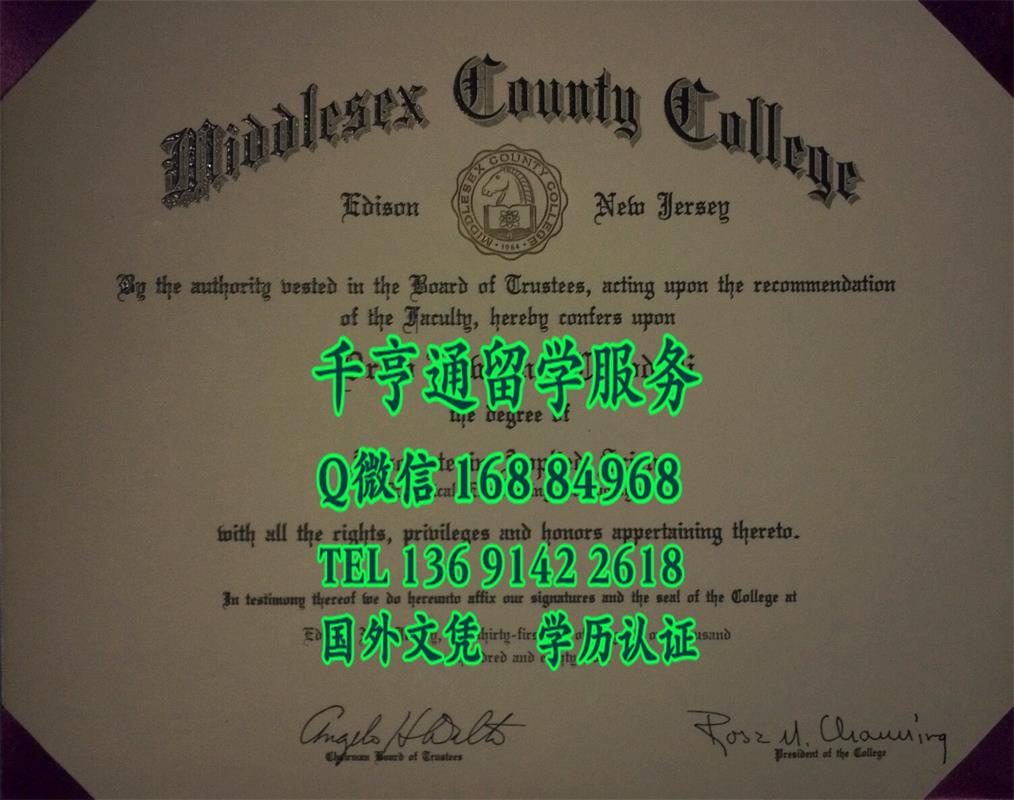 Middlesex County College
Edison New Jersey
MIDDLESEX COUNTY COLLEGE
1964
By the authority vested in the Board of Trustees, acting upon the recommendation
of the Faculty, hereby confers upon
千亨通留学服务
the degree of
Q微信 168 84968
with all the rights, privileges and honors appertaining thereto.
TEL 136 9142 2618
In testimony thereof we do hereunto affix our signatures and the seal of the College at
国外文凭 学历认证
Chairman Board of Trustees
President of the College